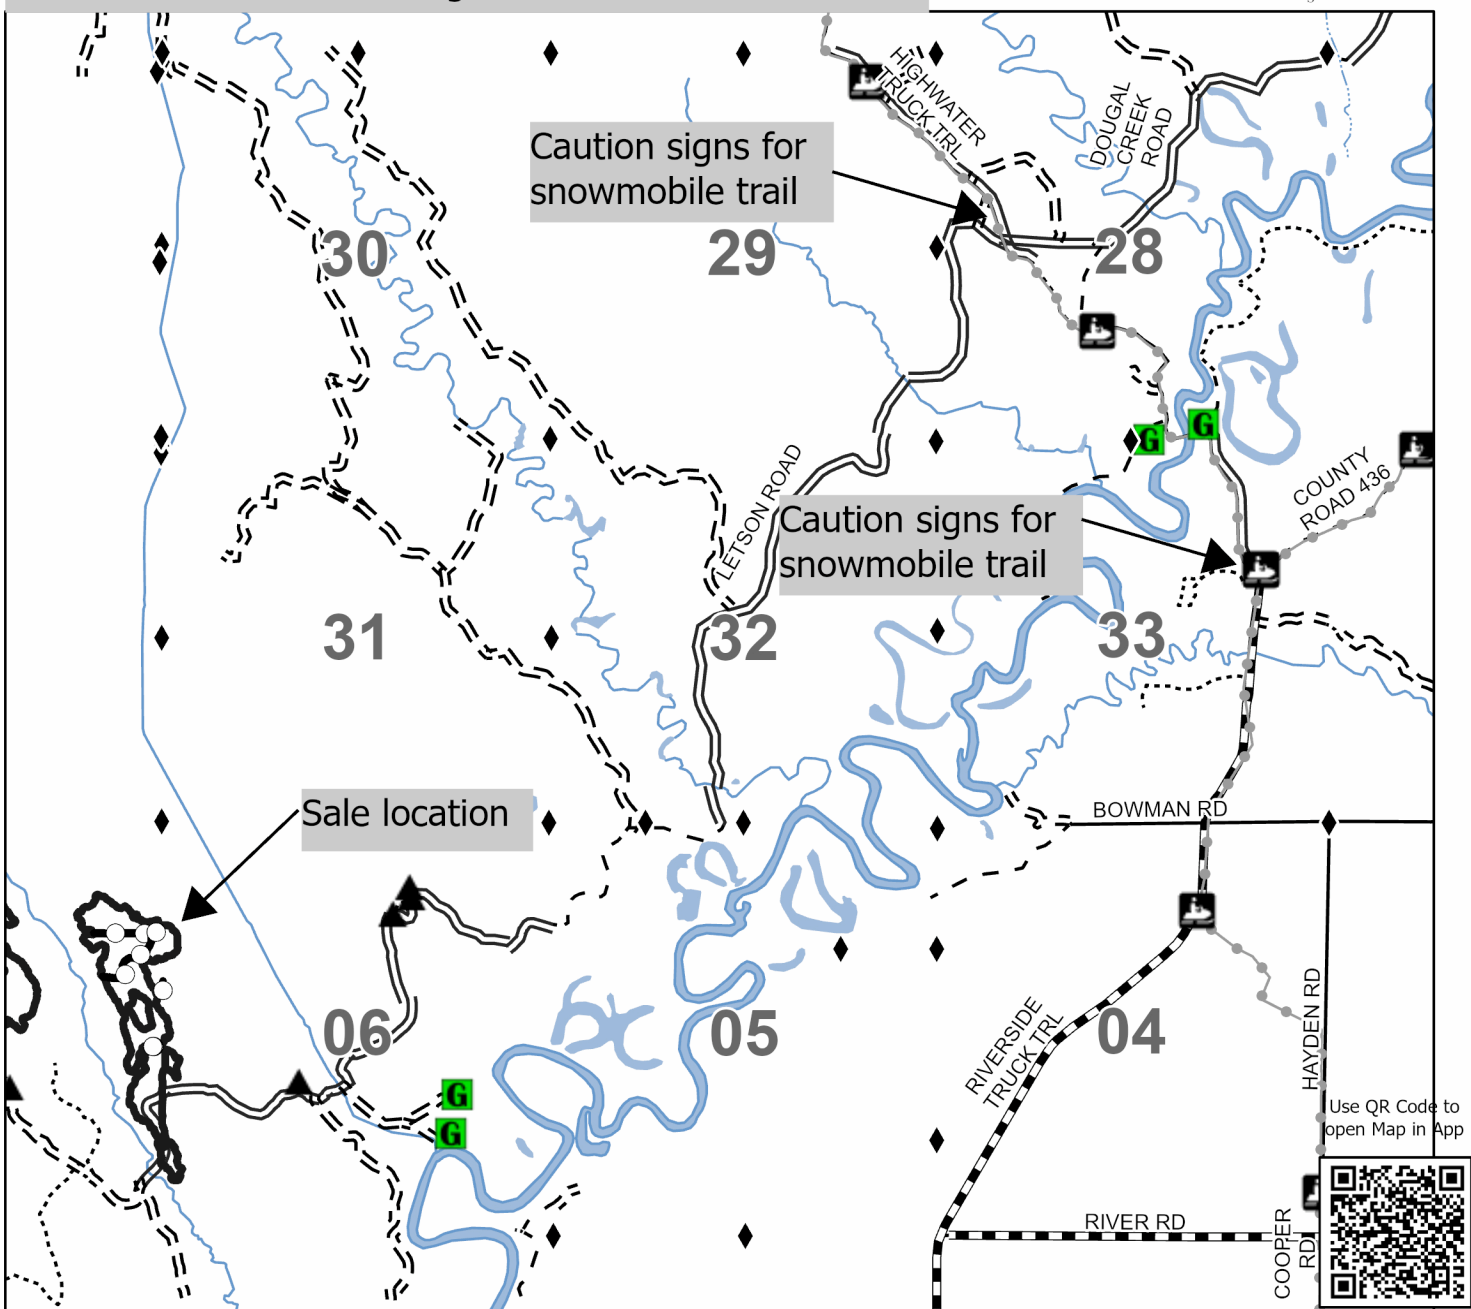 HIGHWATER
TRUCK TRL
DOUGAL
CREEK
ROAD
Caution signs for
snowmobile trail
30
29
28
G
G
COUNTY
ROAD 436
LETSON ROAD
Caution signs for
snowmobile trail
31
32
33
Sale location
BOWMAN RD
06
05
04
RIVERSIDE
TRUCK TRL
HAYDEN RD
G
G
Use QR Code to
open Map in App
RIVER RD
COOPER
RD